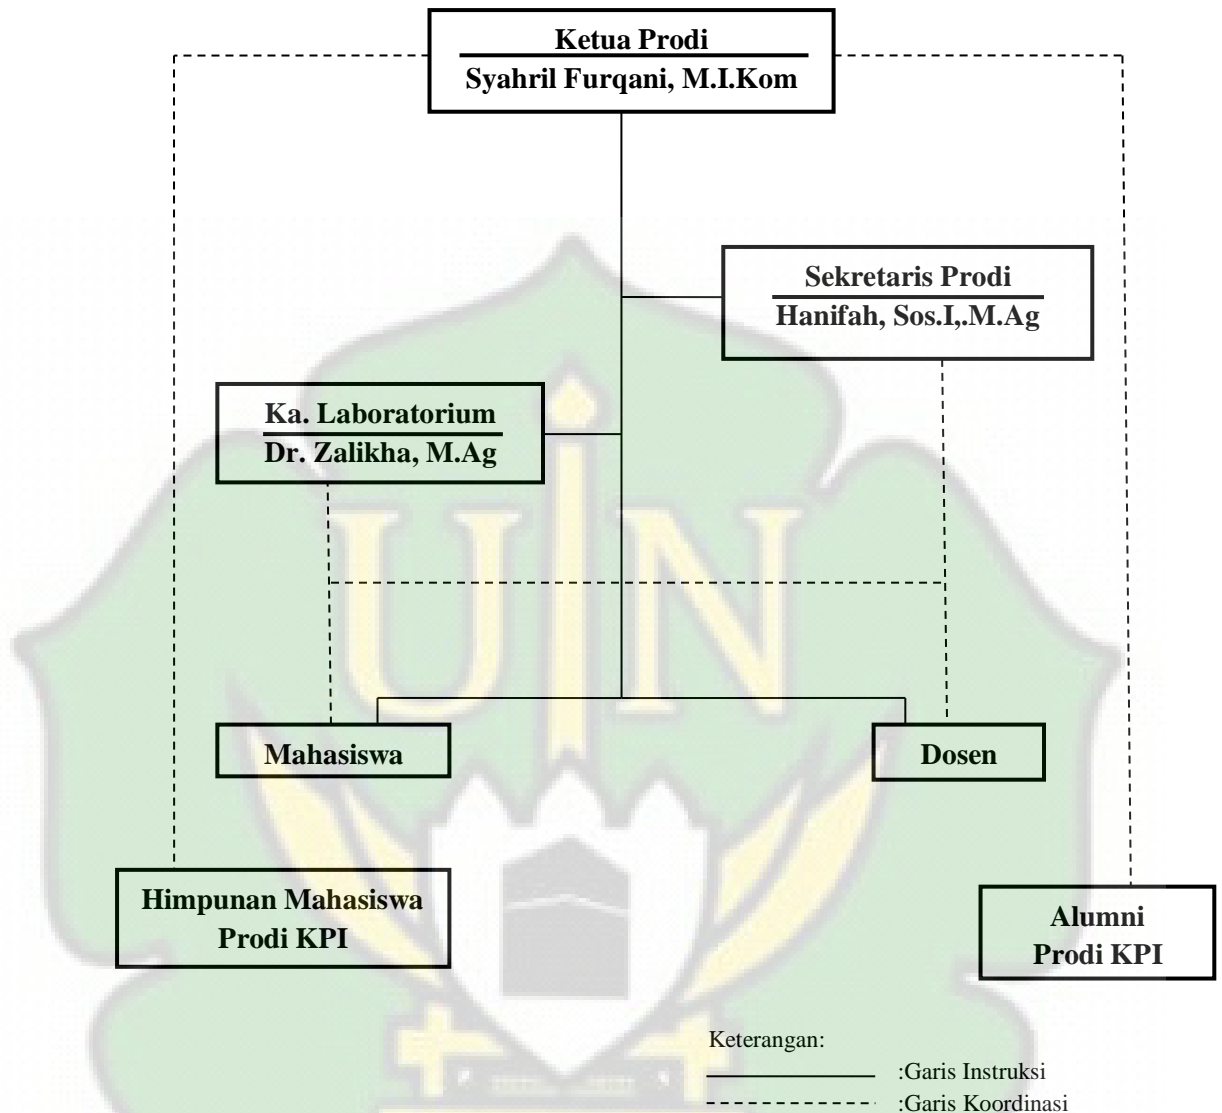 Ketua Prodi
Syahril Furqani, M.I.Kom
Sekretaris Prodi
Hanifah, Sos.I,.M.Ag
Ka. Laboratorium
Dr. Zalikha, M.Ag
UIN
Mahasiswa
Dosen
Himpunan Mahasiswa
Prodi KPI
Alumni
Prodi KPI
Keterangan:
:Garis Instruksi
:Garis Koordinasi